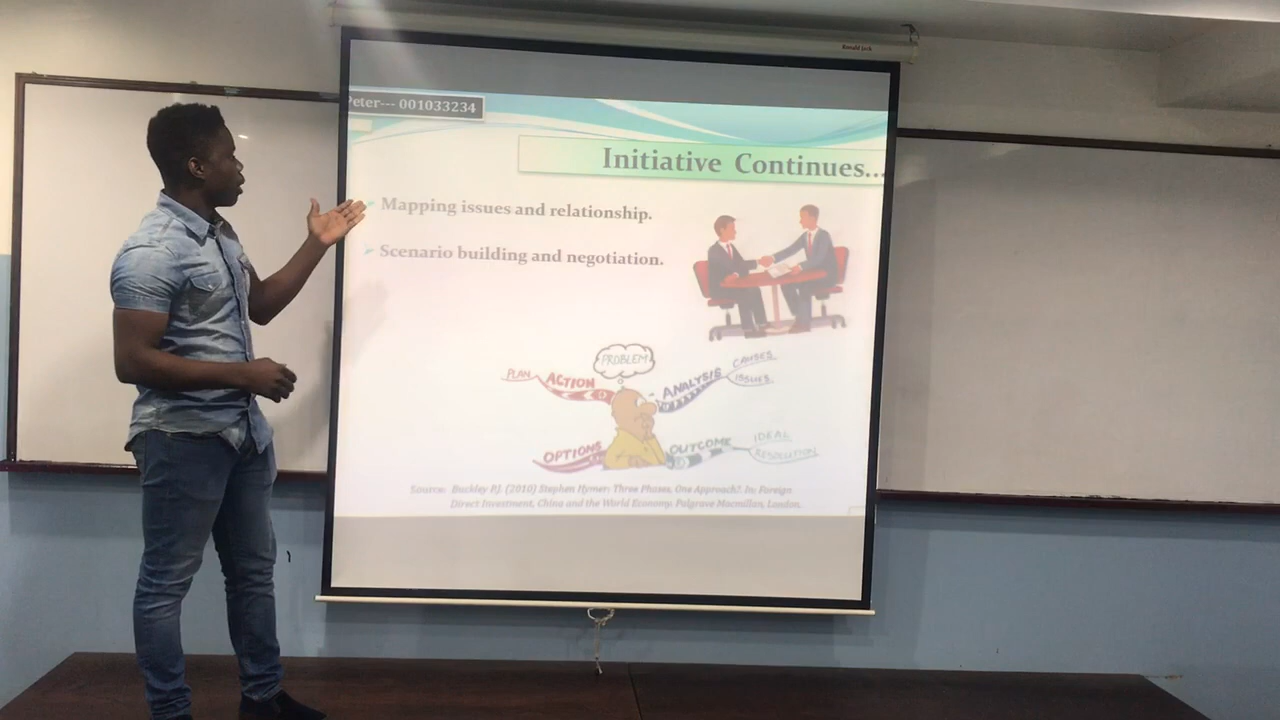 Ronald Jack
Peter--- 001033234
Initiative Continues...
Mapping issues and relationship.
Scenario building and negotiation.
PROBLEM
PLAN
ACTION
ANALYSIS
CAUSES
ISSUES
OPTIONS
OUTCOME
IDEAL
RESOLUTION
Source: Buckley P.J. (2010) Stephen Hymer: Three Phases, One Approach?. In: Foreign
Direct Investment, China and the World Economy. Palgrave Macmillan, London.